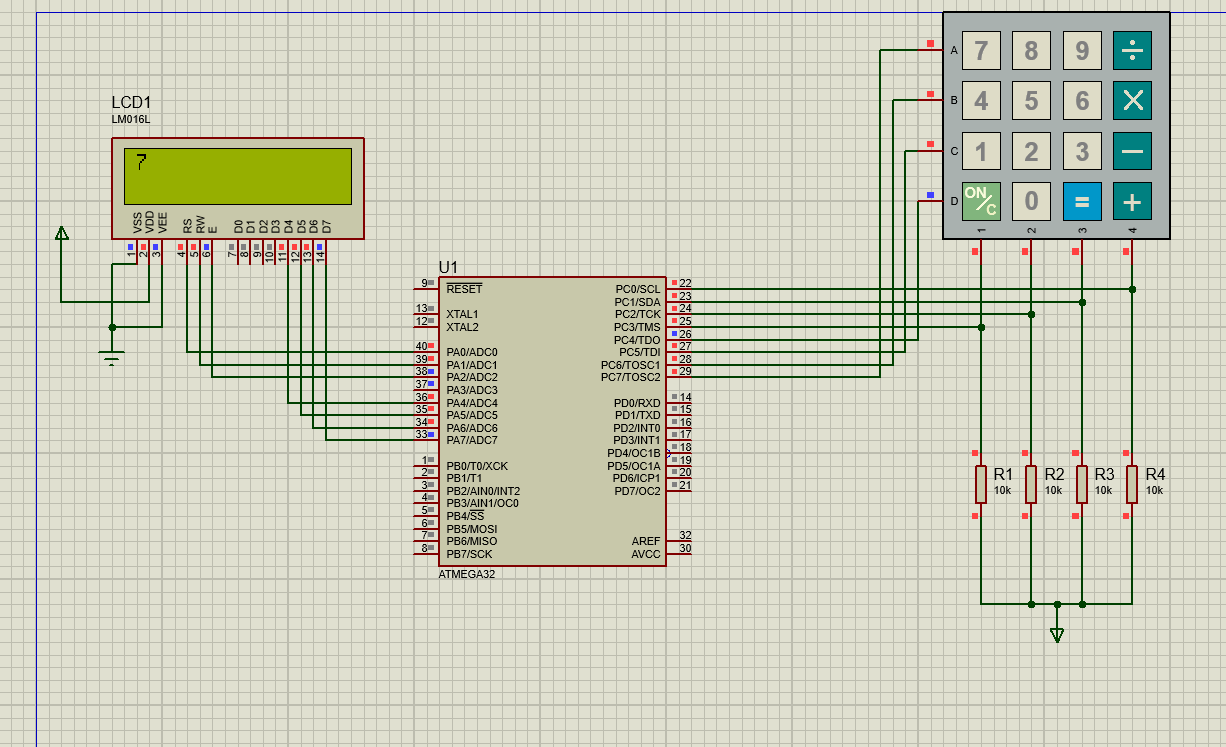 LCD1
LM016L
7
VSS
VDD
VEE
RS
RW
E
D0
D1
D2
D3
D4
D5
D6
D7
1
2
3
4
5
6
7
8
9
10
11
12
13
14
A
B
C
D
7 8 9 ÷
4 5 6 ×
1 2 3 −
ON/C 0 = +
1 2 3 4
U1
9 RESET
13 XTAL1
12 XTAL2
40 PA0/ADC0
39 PA1/ADC1
38 PA2/ADC2
37 PA3/ADC3
36 PA4/ADC4
35 PA5/ADC5
34 PA6/ADC6
33 PA7/ADC7
1 PB0/T0/XCK
2 PB1/T1
3 PB2/AIN0/INT2
4 PB3/AIN1/OC0
5 PB4/SS
6 PB5/MOSI
7 PB6/MISO
8 PB7/SCK
PC0/SCL 22
PC1/SDA 23
PC2/TCK 24
PC3/TMS 25
PC4/TDO 26
PC5/TDI 27
PC6/TOSC1 28
PC7/TOSC2 29
PD0/RXD 14
PD1/TXD 15
PD2/INT0 16
PD3/INT1 17
PD4/OC1B 18
PD5/OC1A 19
PD6/ICP1 20
PD7/OC2 21
AREF 32
AVCC 30
ATMEGA32
R1
10k
R2
10k
R3
10k
R4
10k